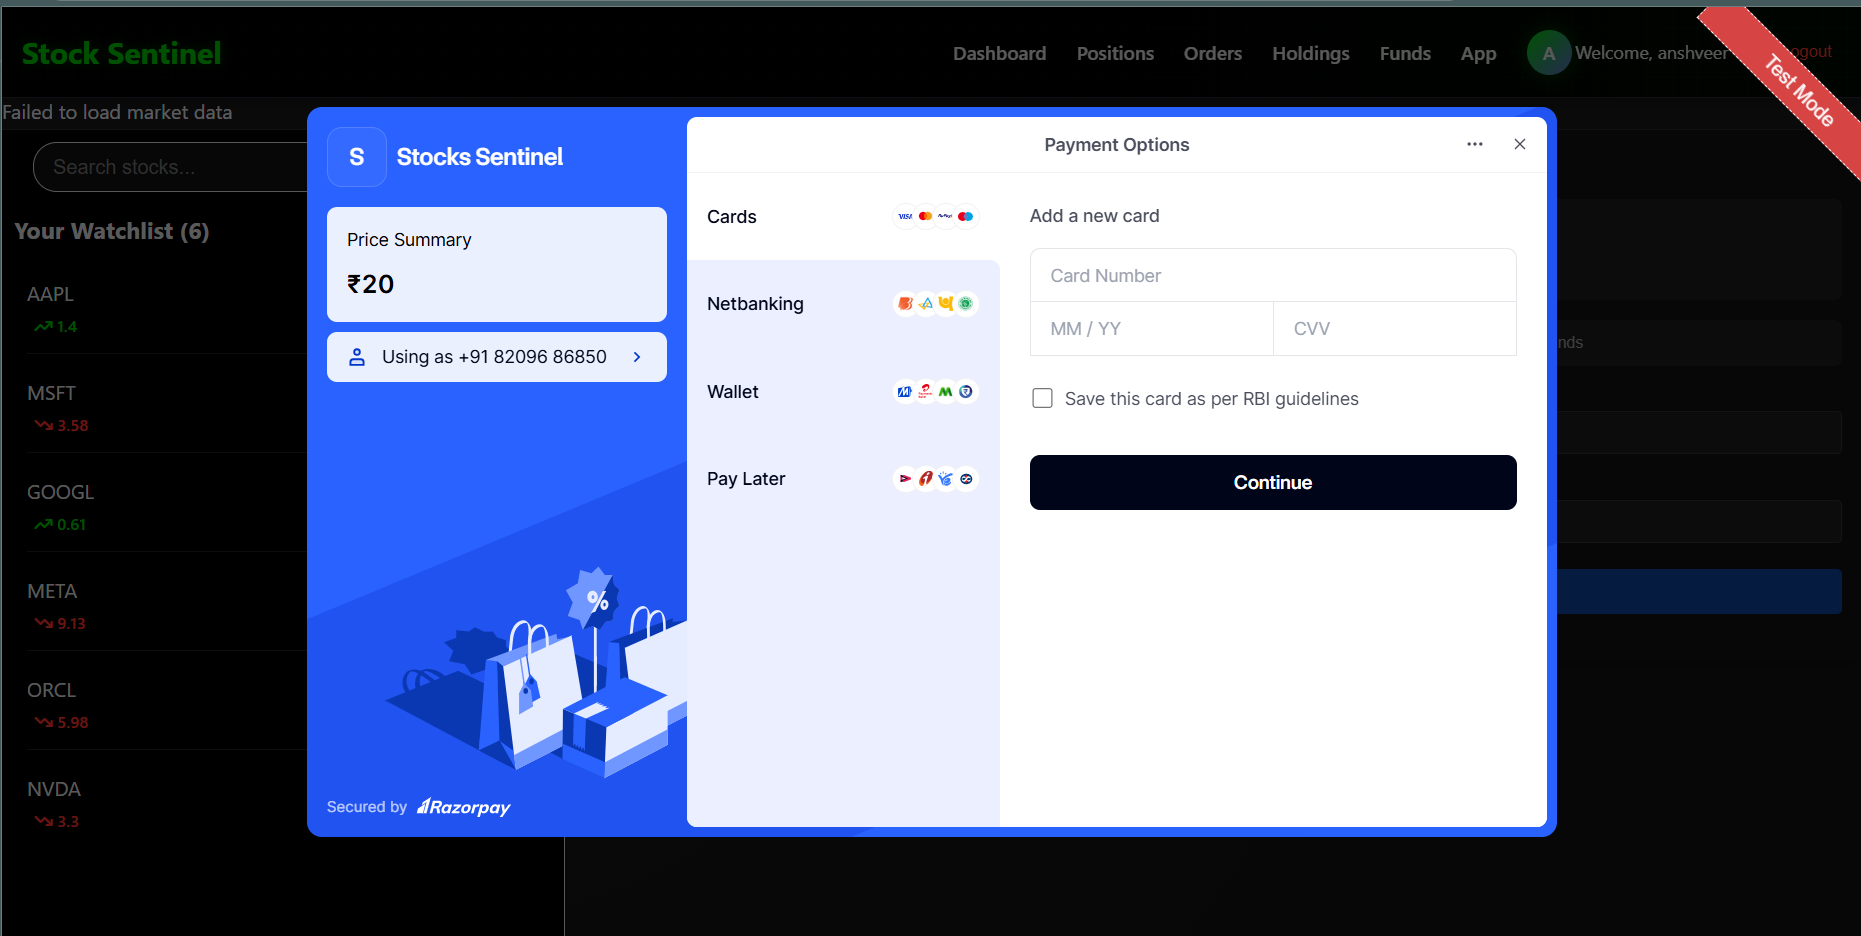 Stock Sentinel
Dashboard Positions Orders Holdings Funds App A Welcome, anshveer ogout
Test Mode
Failed to load market data
Search stocks...
Your Watchlist (6)
AAPL
1.4
MSFT
3.58
GOOGL
0.61
META
9.13
ORCL
5.98
NVDA
3.3
S Stocks Sentinel
Price Summary
₹20
Using as +91 82096 86850
%
Secured by Razorpay
Payment Options
Cards VISA
Netbanking
Wallet
Pay Later
Add a new card
Card Number
MM / YY CVV
Save this card as per RBI guidelines
Continue
nds